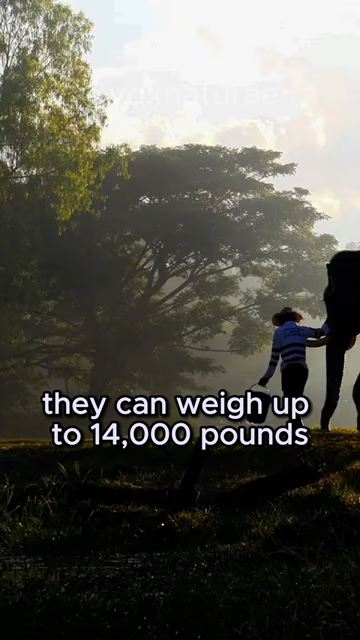 voxnaturae
they can weigh up
to 14,000 pounds